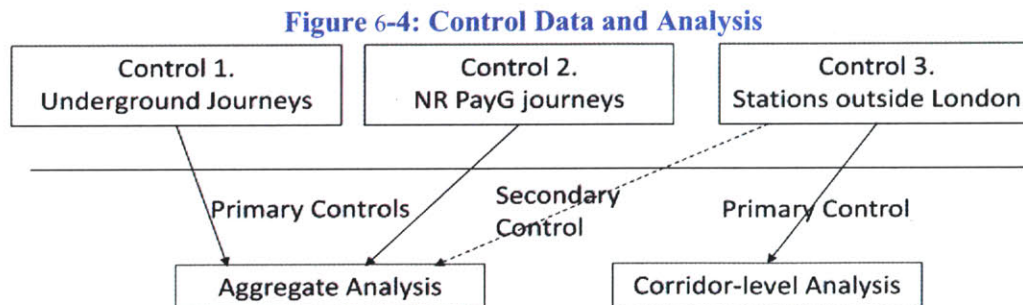 Figure 6-4: Control Data and Analysis
Control 1.
Underground Journeys
Control 2.
NR PayG journeys
Control 3.
Stations outside London
Primary Controls
Secondary
Control
Primary Control
Aggregate Analysis
Corridor-level Analysis